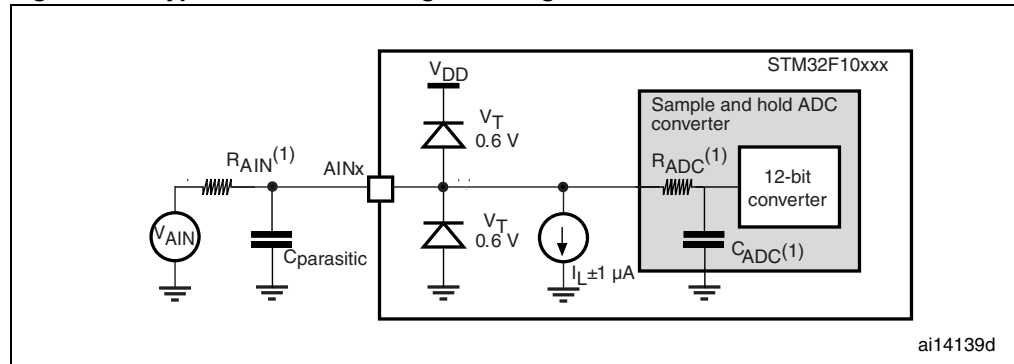 STM32F10xxx
VDD
Sample and hold ADC
converter
VT
0.6 V
RAIN(1)
AINx
RADC(1)
12-bit
converter
VAIN
Cparasitic
VT
0.6 V
IL±1 µA
CADC(1)
ai14139d